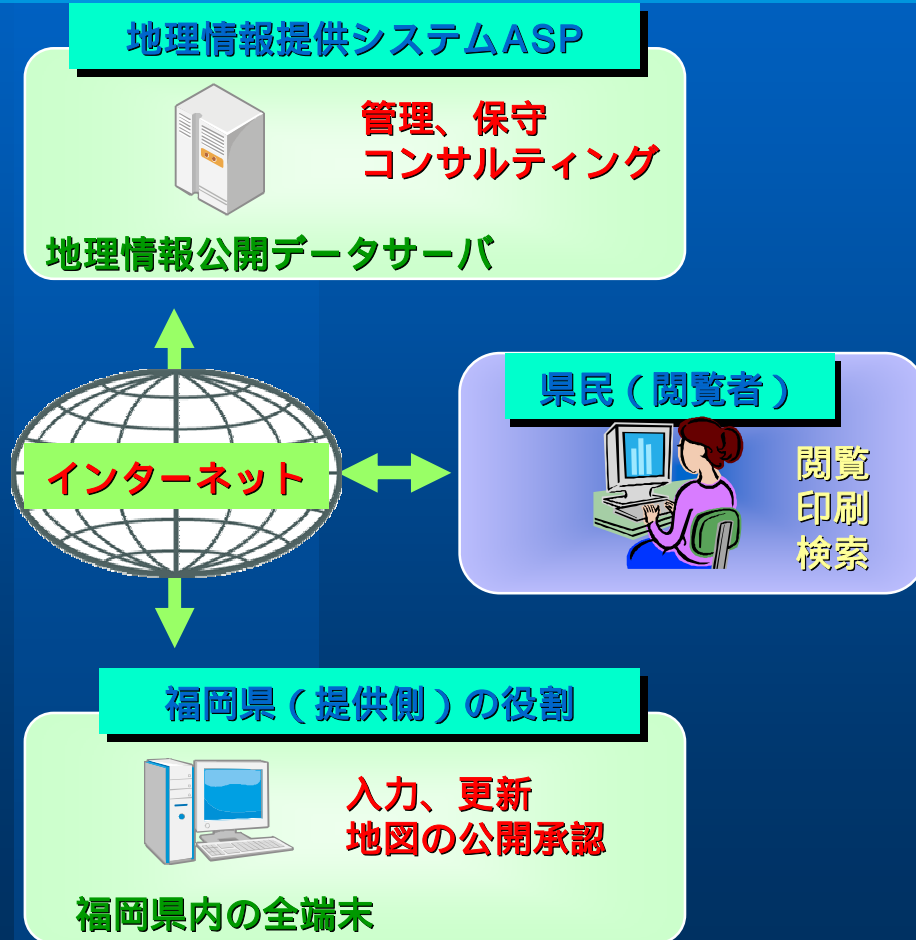 地理情報提供システムASP
管理、保守
コンサルティング
地理情報公開データサーバ
インターネット
県民（閲覧者）
閲覧
印刷
検索
福岡県（提供側）の役割
入力、更新
地図の公開承認
福岡県内の全端末